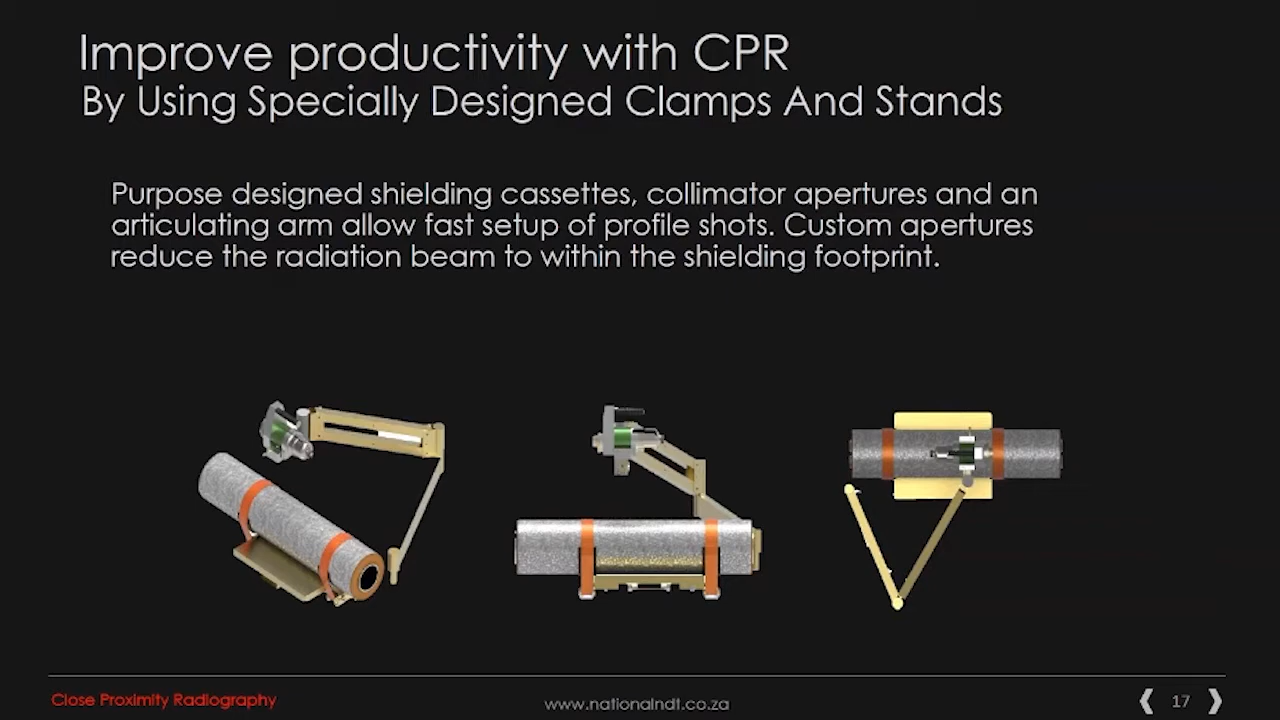 Improve productivity with CPR
By Using Specially Designed Clamps And Stands
Purpose designed shielding cassettes, collimator apertures and an
articulating arm allow fast setup of profile shots. Custom apertures
reduce the radiation beam to within the shielding footprint.
Close Proximity Radiography
www.nationalndt.co.za
17